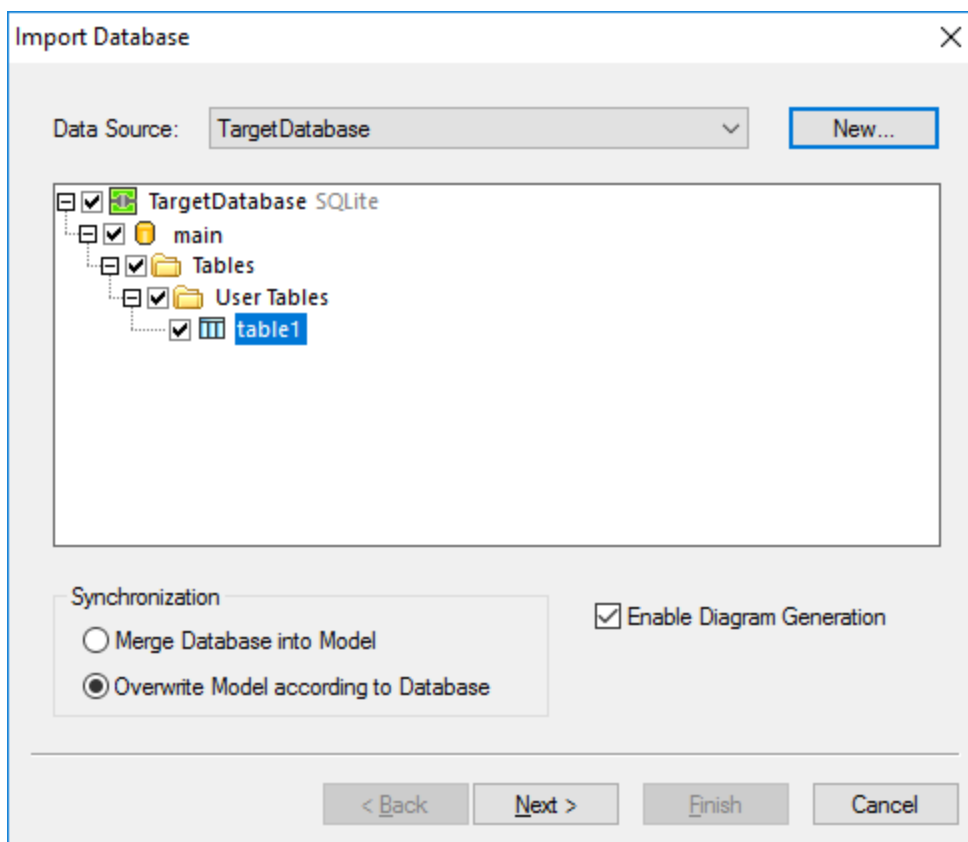 Import Database
Data Source: TargetDatabase New...
TargetDatabase SQLite
main
Tables
User Tables
table1
Synchronization
Enable Diagram Generation
Merge Database into Model
Overwrite Model according to Database
< Back Next > Finish Cancel